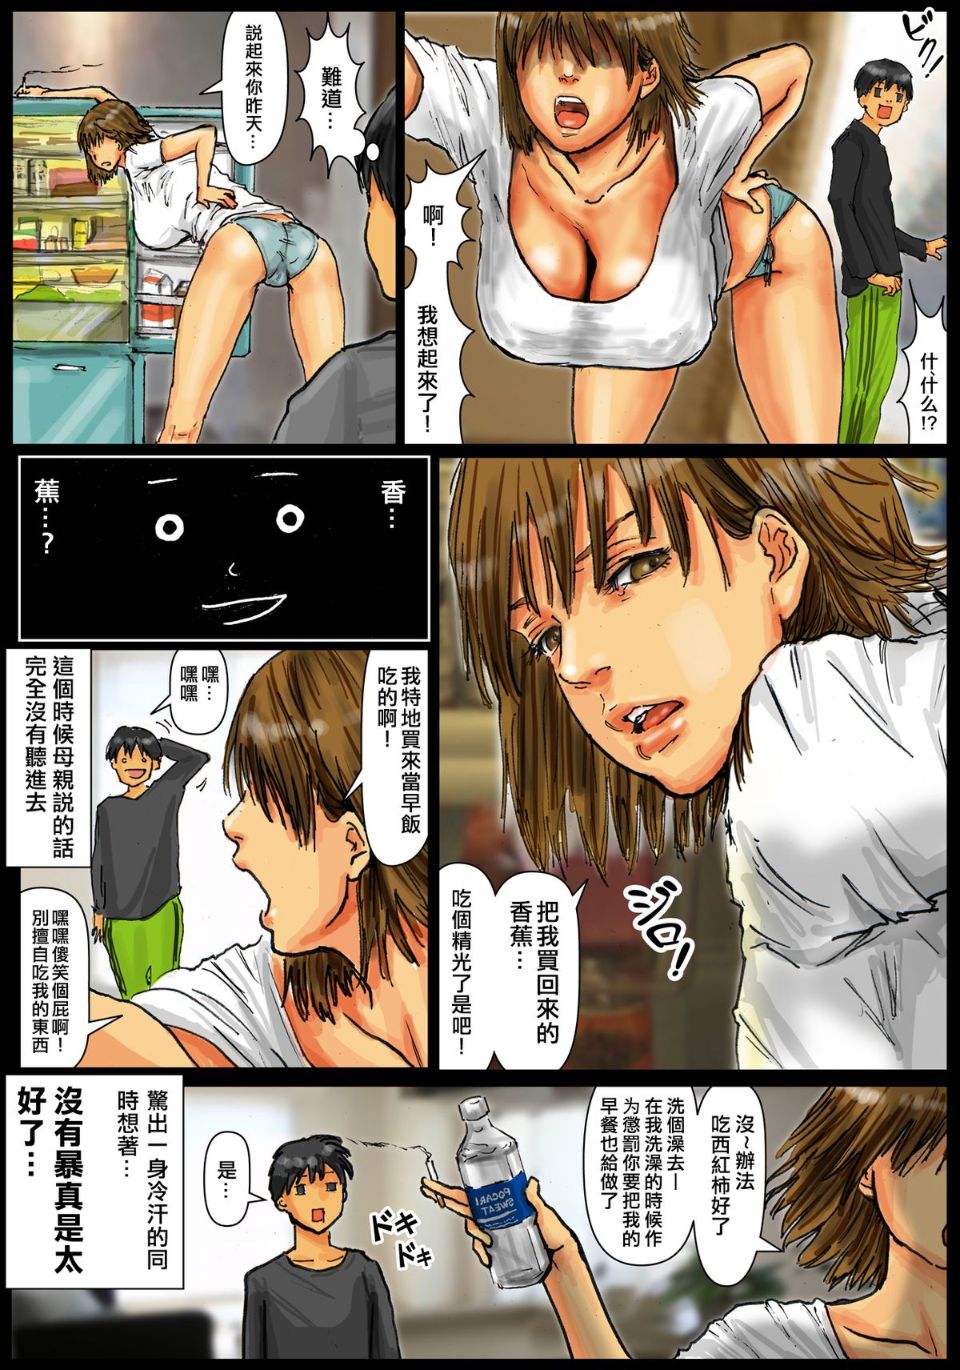 ビクッ!
啊!
我想起來了!
什、什么!?
難道…
說起來你昨天…
ジロッ!
把我買回來的
香蕉…
吃個精光了是吧!
香…
蕉…?
我特地買來當早飯
吃的啊!
嘿…
嘿嘿
這個時候母親說的話
完全沒有聽進去
嘿嘿傻笑個屁啊!
別擅自吃我的東西
沒~辦法
吃西紅柿好了
洗個澡去ー
在我洗澡的時候作
为懲罰你要把我的
早餐也給做了
POCARI
SWEAT
ドキ
ドキ
是…
驚出一身冷汗的同
時想著…
沒有暴真是太
好了…